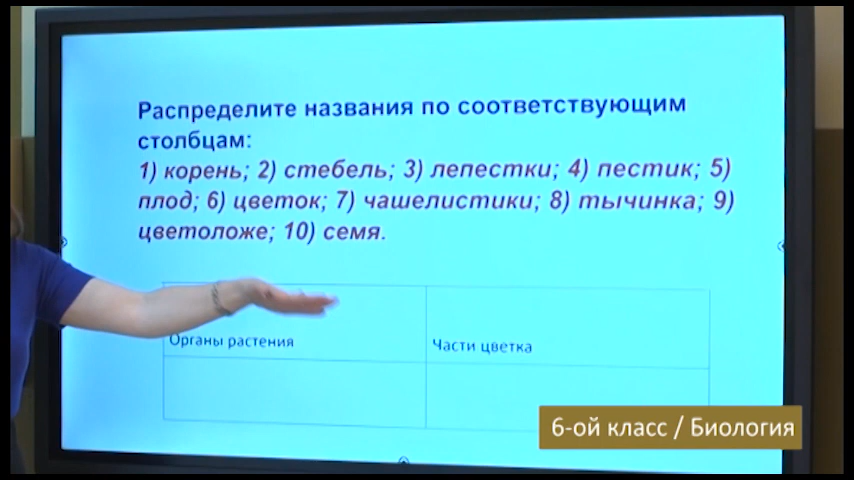 Распределите названия по соответствующим
столбцам:
1) корень; 2) стебель; 3) лепестки; 4) пестик; 5)
плод; 6) цветок; 7) чашелистики; 8) тычинка; 9)
цветоложе; 10) семя.
Органы растения
Части цветка
6-ой класс / Биология